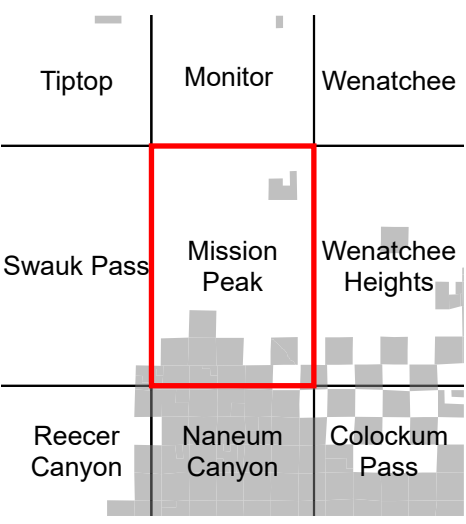 Tiptop
Monitor
Wenatchee
Swauk Pass
Mission
Peak
Wenatchee
Heights
Reecer
Canyon
Naneum
Canyon
Colockum
Pass